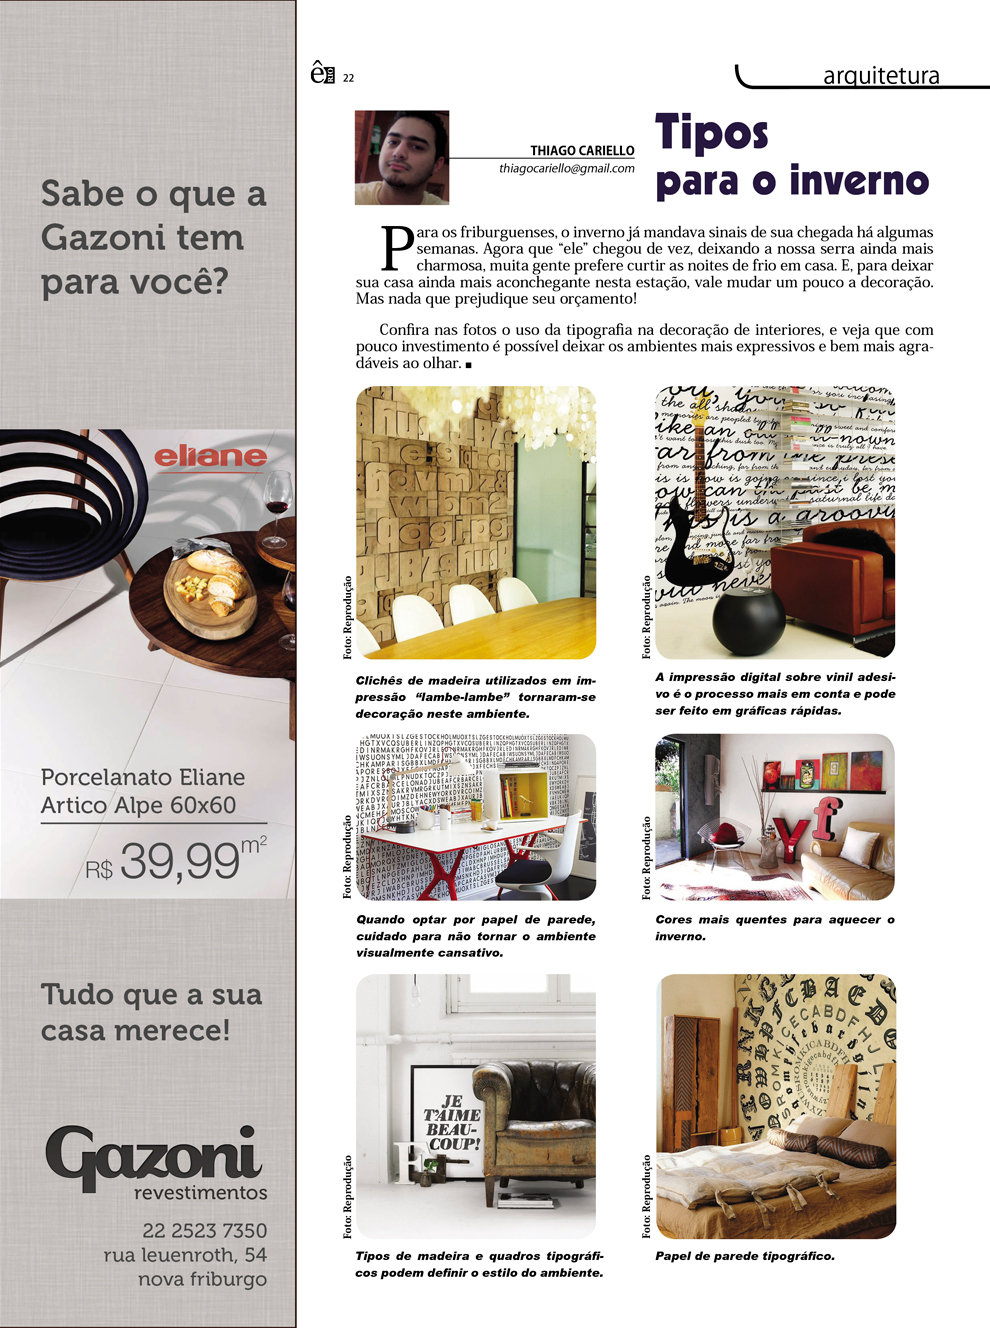 Sabe o que a
Gazoni tem
para você?
eliane
Porcelanato Eliane
Artico Alpe 60x60
R$ 39,99 m²
Tudo que a sua
casa merece!
Gazoni
revestimentos
22 2523 7350
rua leuenroth, 54
nova friburgo
ê RIO 22
arquitetura
THIAGO CARIELLO
thiagocariello@gmail.com
Tipos
para o inverno
Para os friburguenses, o inverno já mandava sinais de sua chegada há algumas
semanas. Agora que “ele” chegou de vez, deixando a nossa serra ainda mais
charmosa, muita gente prefere curtir as noites de frio em casa. E, para deixar
sua casa ainda mais aconchegante nesta estação, vale mudar um pouco a decoração.
Mas nada que prejudique seu orçamento!
Confira nas fotos o uso da tipografia na decoração de interiores, e veja que com
pouco investimento é possível deixar os ambientes mais expressivos e bem mais agra-
dáveis ao olhar.
Foto: Reprodução
Clichês de madeira utilizados em im-
pressão “lambe-lambe” tornaram-se
decoração neste ambiente.
Foto: Reprodução
A impressão digital sobre vinil adesi-
vo é o processo mais em conta e pode
ser feito em gráficas rápidas.
Foto: Reprodução
Quando optar por papel de parede,
cuidado para não tornar o ambiente
visualmente cansativo.
Foto: Reprodução
Y f
Cores mais quentes para aquecer o
inverno.
Foto: Reprodução
JE
T'AIME
BEAU-
COUP!
E
Tipos de madeira e quadros tipográfi-
cos podem definir o estilo do ambiente.
Foto: Reprodução
Papel de parede tipográfico.